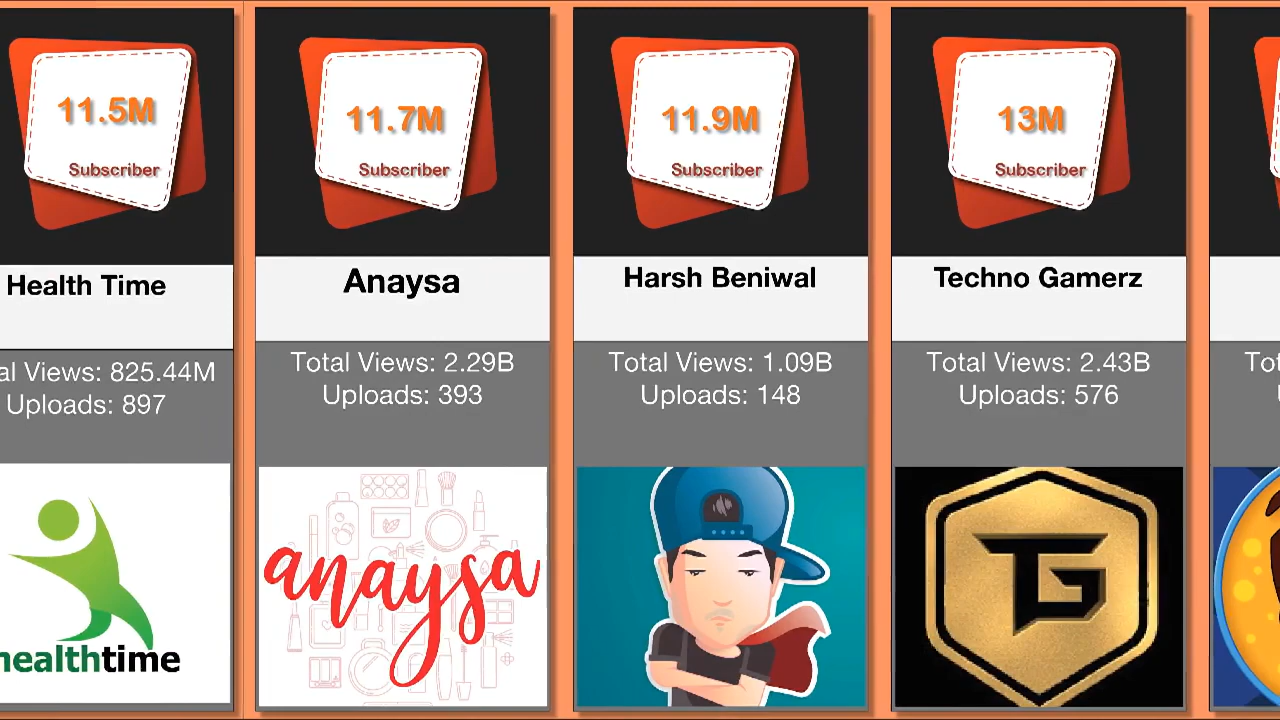 11.5M
Subscriber
Health Time
al Views: 825.44M
Uploads: 897
healthtime
11.7M
Subscriber
Anaysa
Total Views: 2.29B
Uploads: 393
anaysa
11.9M
Subscriber
Harsh Beniwal
Total Views: 1.09B
Uploads: 148
13M
Subscriber
Techno Gamerz
Total Views: 2.43B
Uploads: 576
TG
Tot